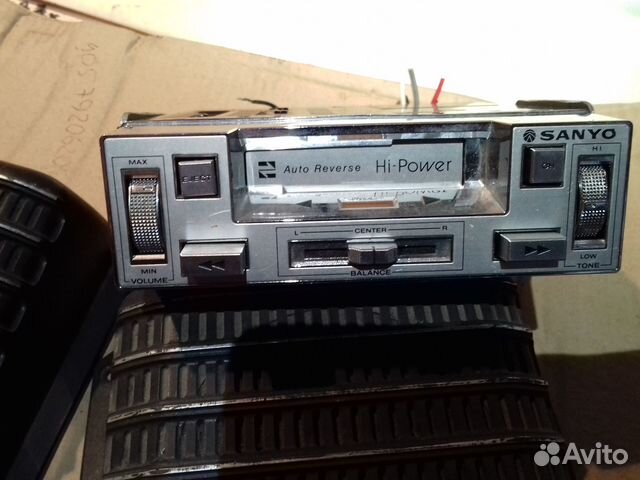 SANYO
MAX
HI
EJECT
Auto Reverse Hi-Power
L CENTER R
MIN
VOLUME
BALANCE
LOW
TONE
Avito